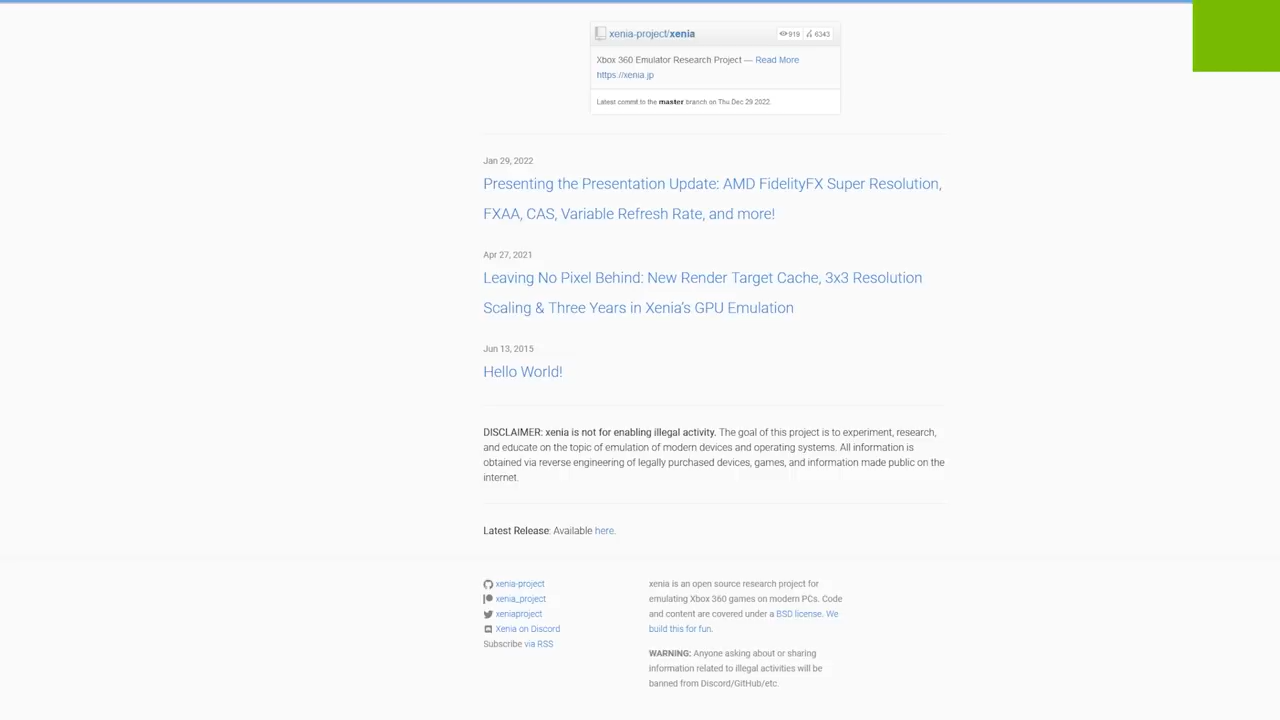 xenia-project/xenia 919 6343
Xbox 360 Emulator Research Project — Read More
https://xenia.jp
Latest commit to the master branch on Thu Dec 29 2022.
Jan 29, 2022
Presenting the Presentation Update: AMD FidelityFX Super Resolution,
FXAA, CAS, Variable Refresh Rate, and more!
Apr 27, 2021
Leaving No Pixel Behind: New Render Target Cache, 3x3 Resolution
Scaling & Three Years in Xenia's GPU Emulation
Jun 13, 2015
Hello World!
DISCLAIMER: xenia is not for enabling illegal activity. The goal of this project is to experiment, research,
and educate on the topic of emulation of modern devices and operating systems. All information is
obtained via reverse engineering of legally purchased devices, games, and information made public on the
internet.
Latest Release: Available here.
xenia-project
xenia_project
xeniaproject
Xenia on Discord
Subscribe via RSS
xenia is an open source research project for
emulating Xbox 360 games on modern PCs. Code
and content are covered under a BSD license. We
build this for fun.
WARNING: Anyone asking about or sharing
information related to illegal activities will be
banned from Discord/GitHub/etc.